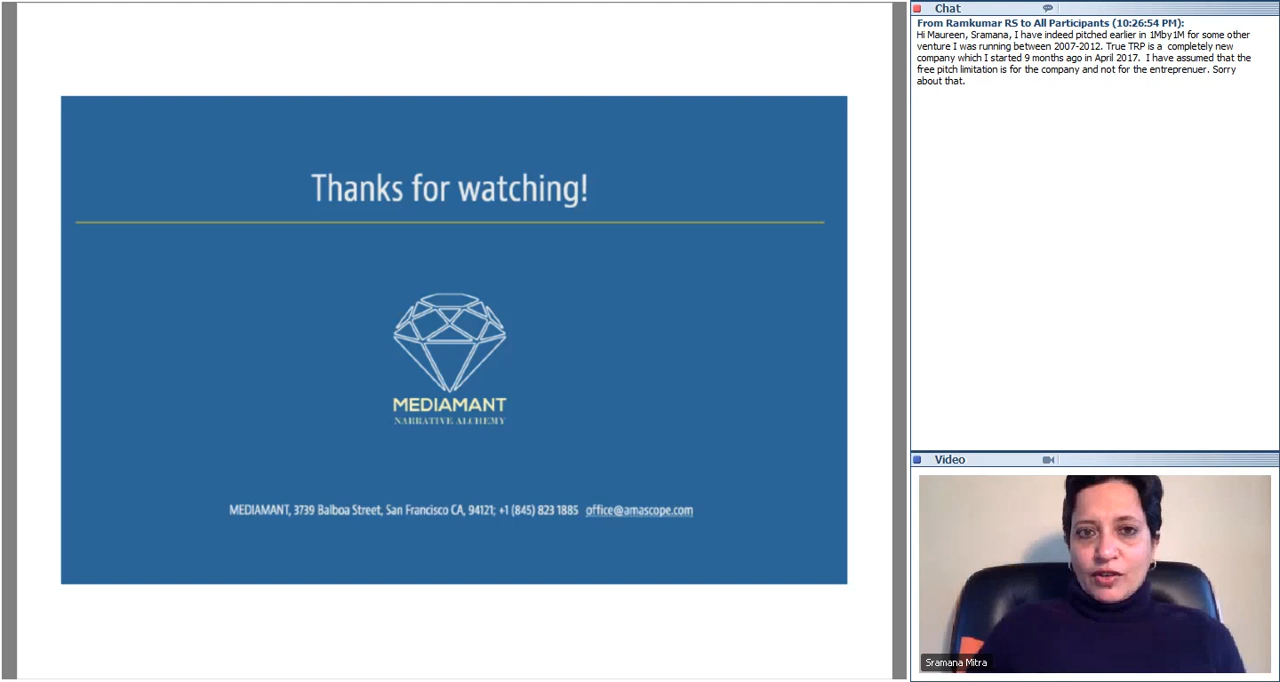 Thanks for watching!
MEDIAMANT
NARRATIVE ALCHEMY
MEDIAMANT, 3739 Balboa Street, San Francisco CA, 94121; +1 (845) 823 1885 office@amascope.com
Chat
From Ramkumar RS to All Participants (10:26:54 PM):
Hi Maureen, Sramana, I have indeed pitched earlier in 1Mby1M for some other
venture I was running between 2007-2012. True TRP is a completely new
company which I started 9 months ago in April 2017. I have assumed that the
free pitch limitation is for the company and not for the entreprenuer. Sorry
about that.
Video
Sramana Mitra